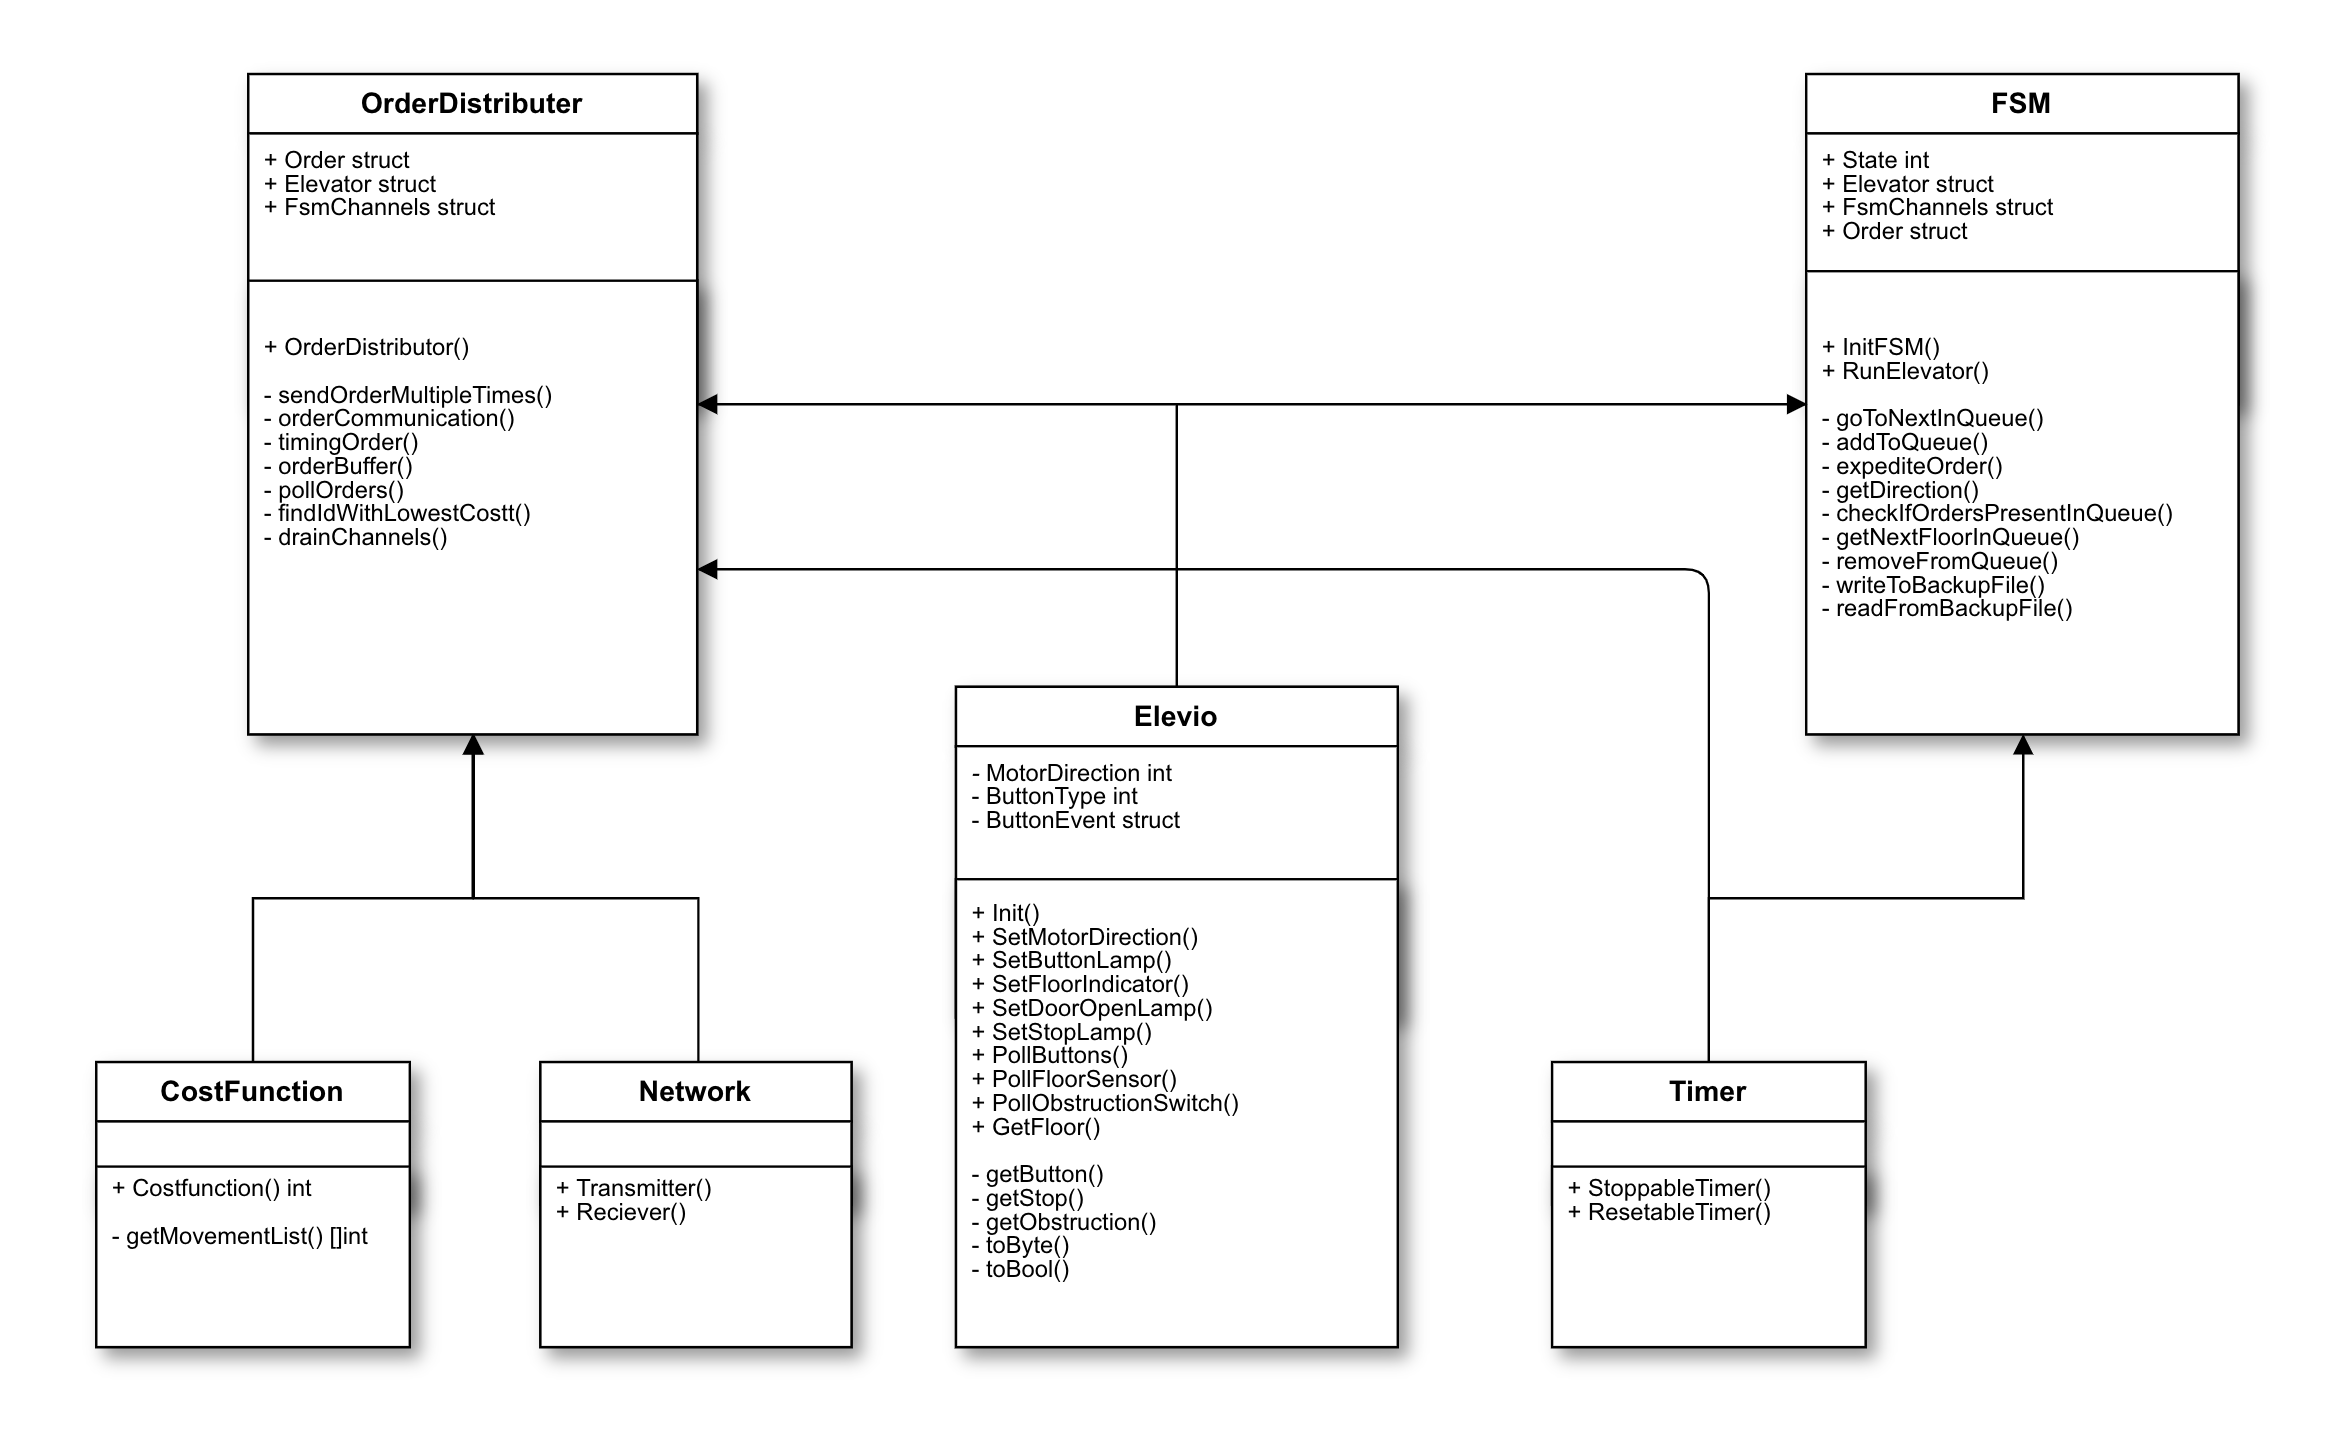 OrderDistributer
+ Order struct
+ Elevator struct
+ FsmChannels struct
+ OrderDistributor()
- sendOrderMultipleTimes()
- orderCommunication()
- timingOrder()
- orderBuffer()
- pollOrders()
- findIdWithLowestCostt()
- drainChannels()
FSM
+ State int
+ Elevator struct
+ FsmChannels struct
+ Order struct
+ InitFSM()
+ RunElevator()
- goToNextInQueue()
- addToQueue()
- expediteOrder()
- getDirection()
- checkIfOrdersPresentInQueue()
- getNextFloorInQueue()
- removeFromQueue()
- writeToBackupFile()
- readFromBackupFile()
Elevio
- MotorDirection int
- ButtonType int
- ButtonEvent struct
+ Init()
+ SetMotorDirection()
+ SetButtonLamp()
+ SetFloorIndicator()
+ SetDoorOpenLamp()
+ SetStopLamp()
+ PollButtons()
+ PollFloorSensor()
+ PollObstructionSwitch()
+ GetFloor()
- getButton()
- getStop()
- getObstruction()
- toByte()
- toBool()
CostFunction
+ Costfunction() int
- getMovementList() []int
Network
+ Transmitter()
+ Reciever()
Timer
+ StoppableTimer()
+ ResetableTimer()